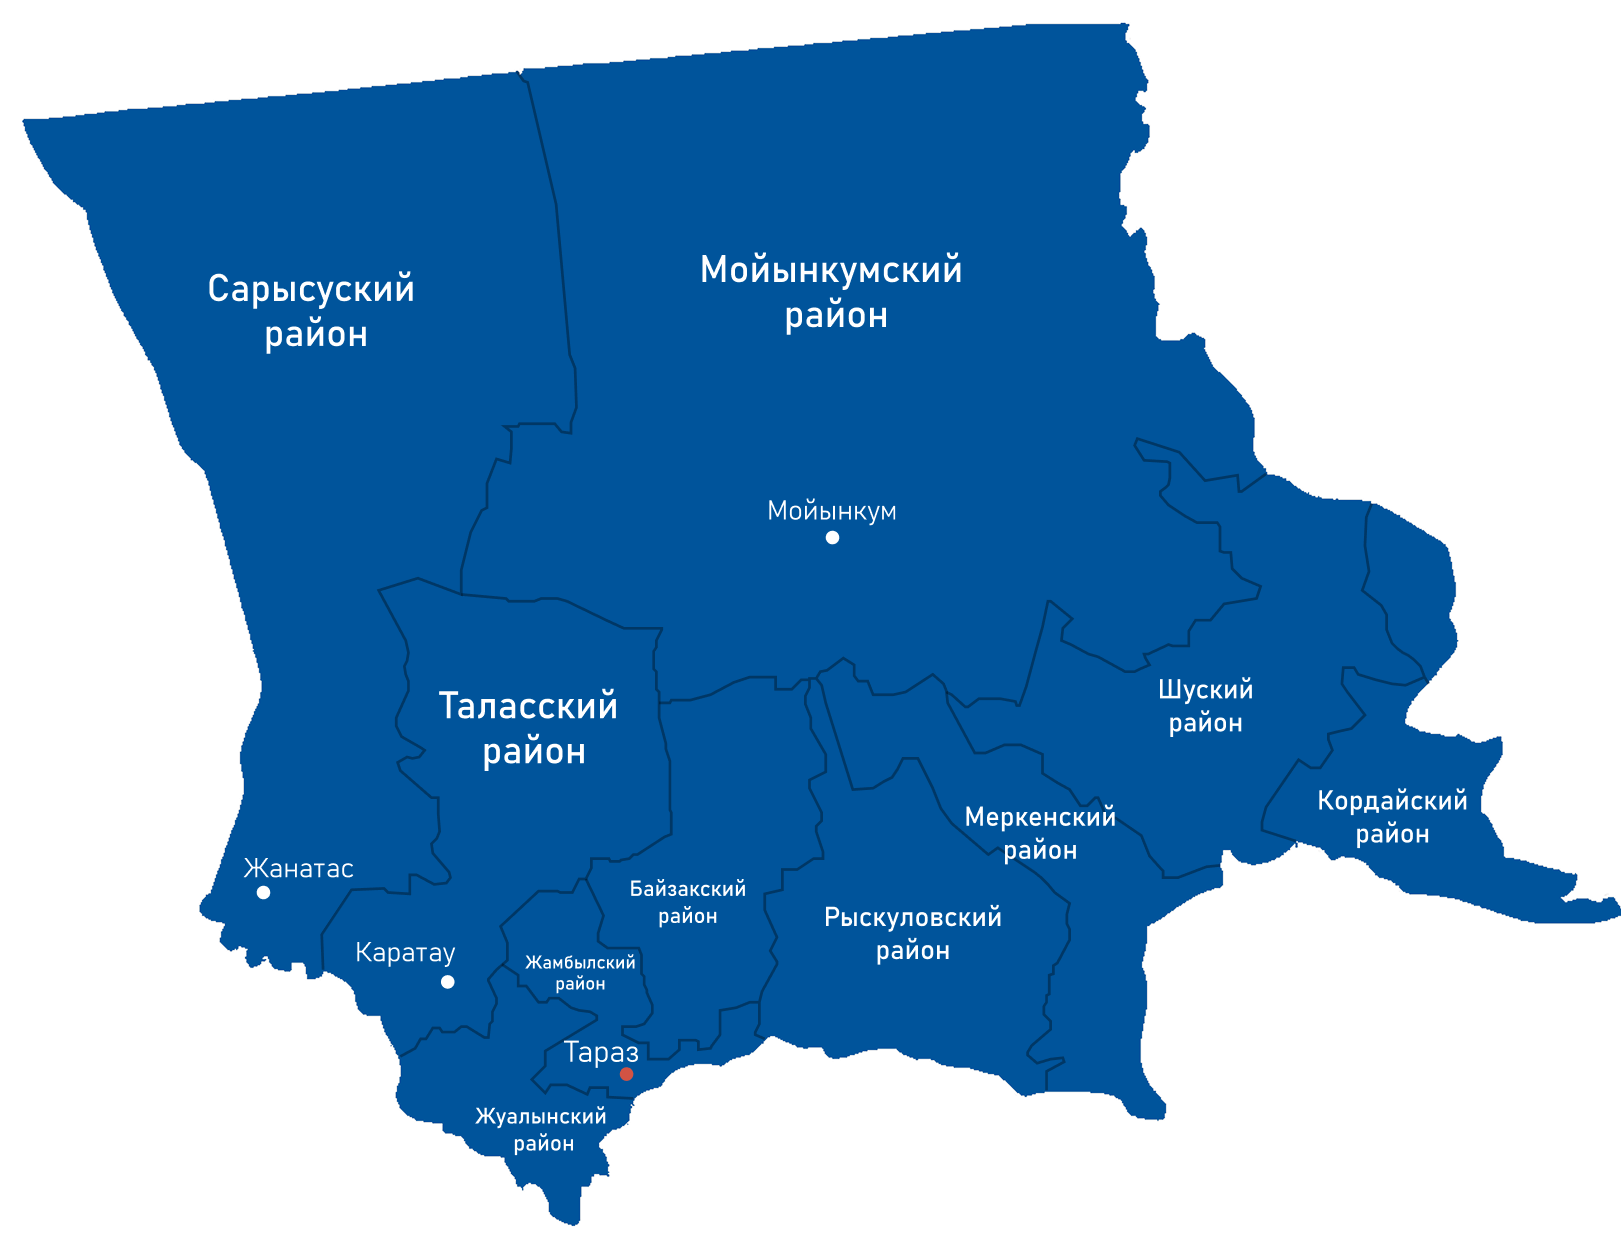 Мойынкумский
район
Сарысуский
район
Мойынкум
Таласский
район
Шуский
район
Кордайский
район
Меркенский
район
Жанатас
Байзакский
район
Рыскуловский
район
Каратау
Жамбылский
район
Тараз
Жуалынский
район